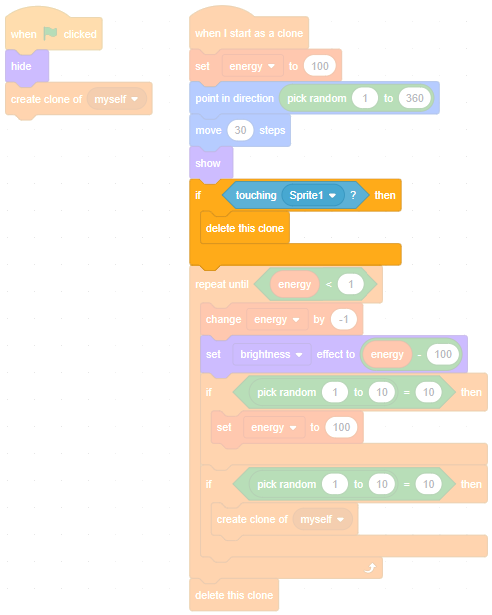 when clicked
hide
create clone of myself
when I start as a clone
set energy to 100
point in direction pick random 1 to 360
move 30 steps
show
if touching Sprite1 ? then
delete this clone
repeat until energy < 1
change energy by -1
set brightness effect to energy - 100
if pick random 1 to 10 = 10 then
set energy to 100
if pick random 1 to 10 = 10 then
create clone of myself
delete this clone